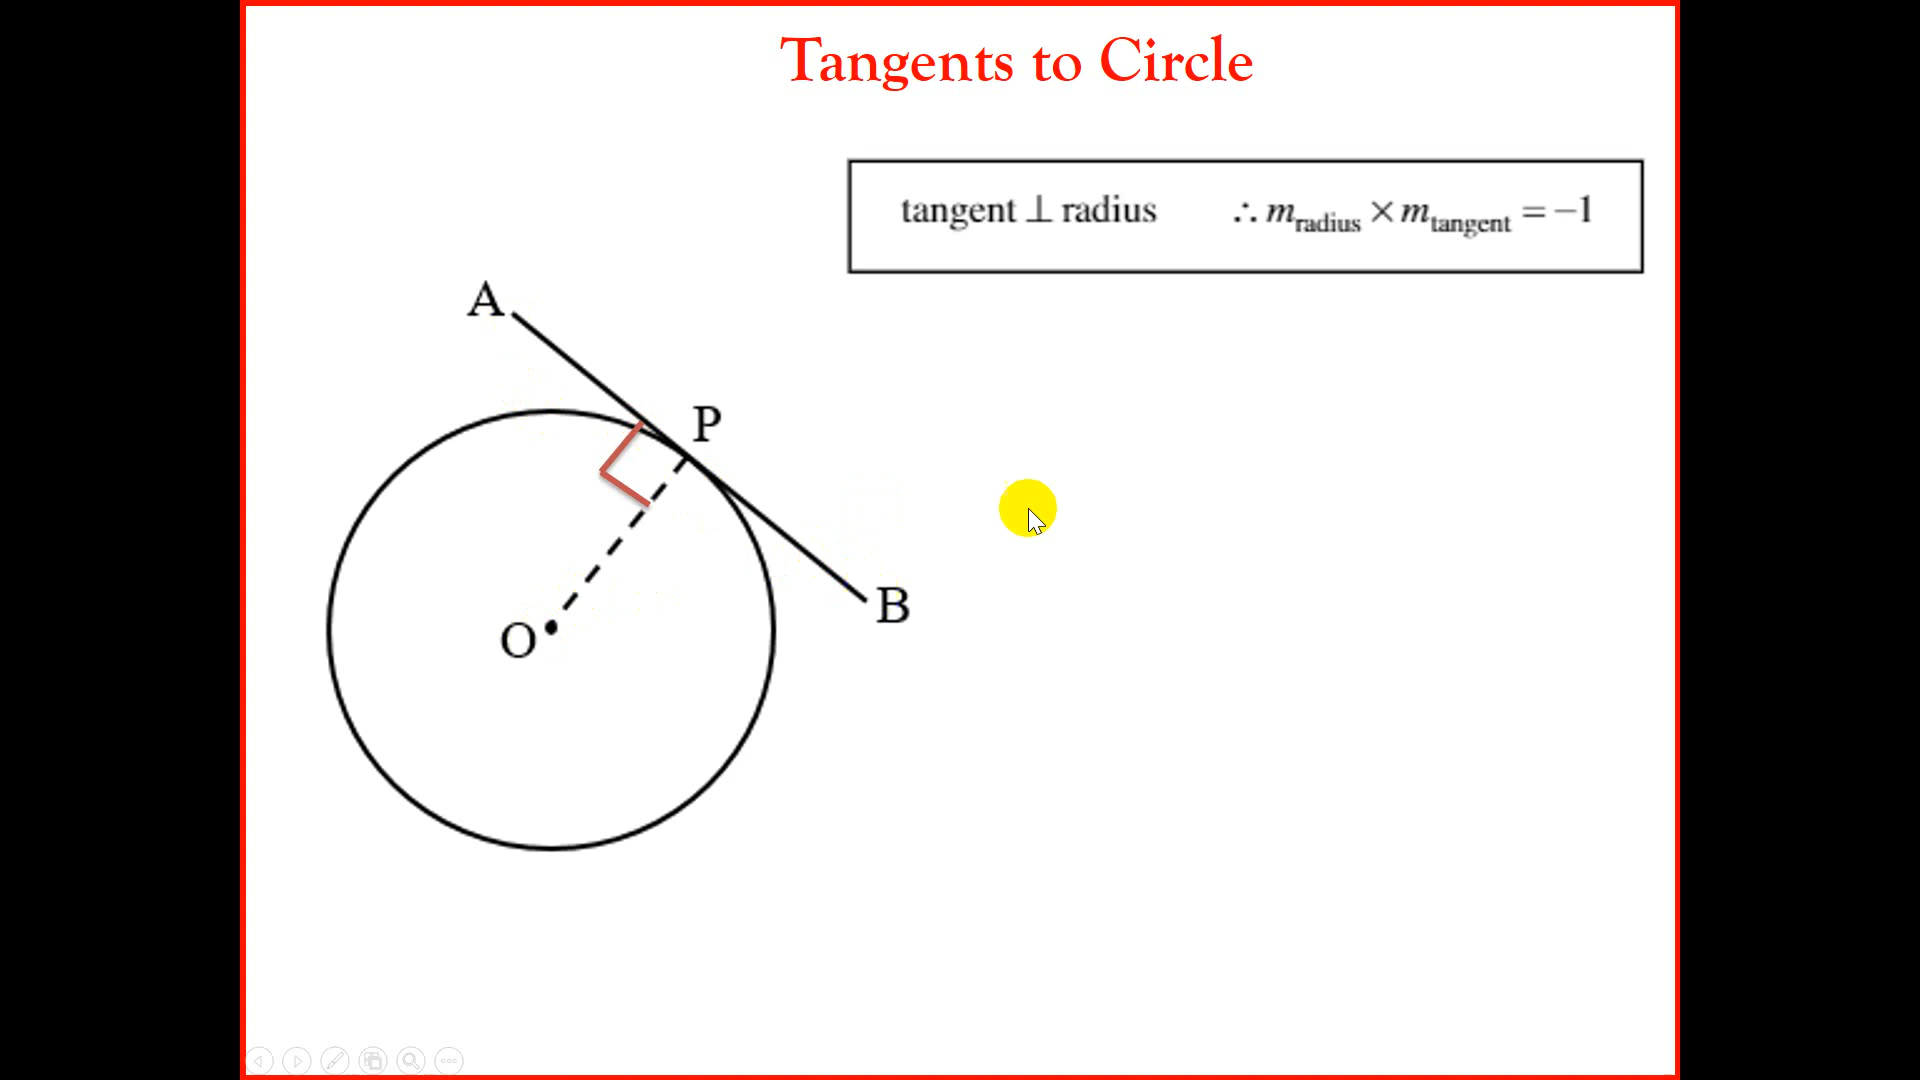 Tangents to Circle
tangent ⊥ radius ∴ m_radius × m_tangent = −1
A
P
B
O